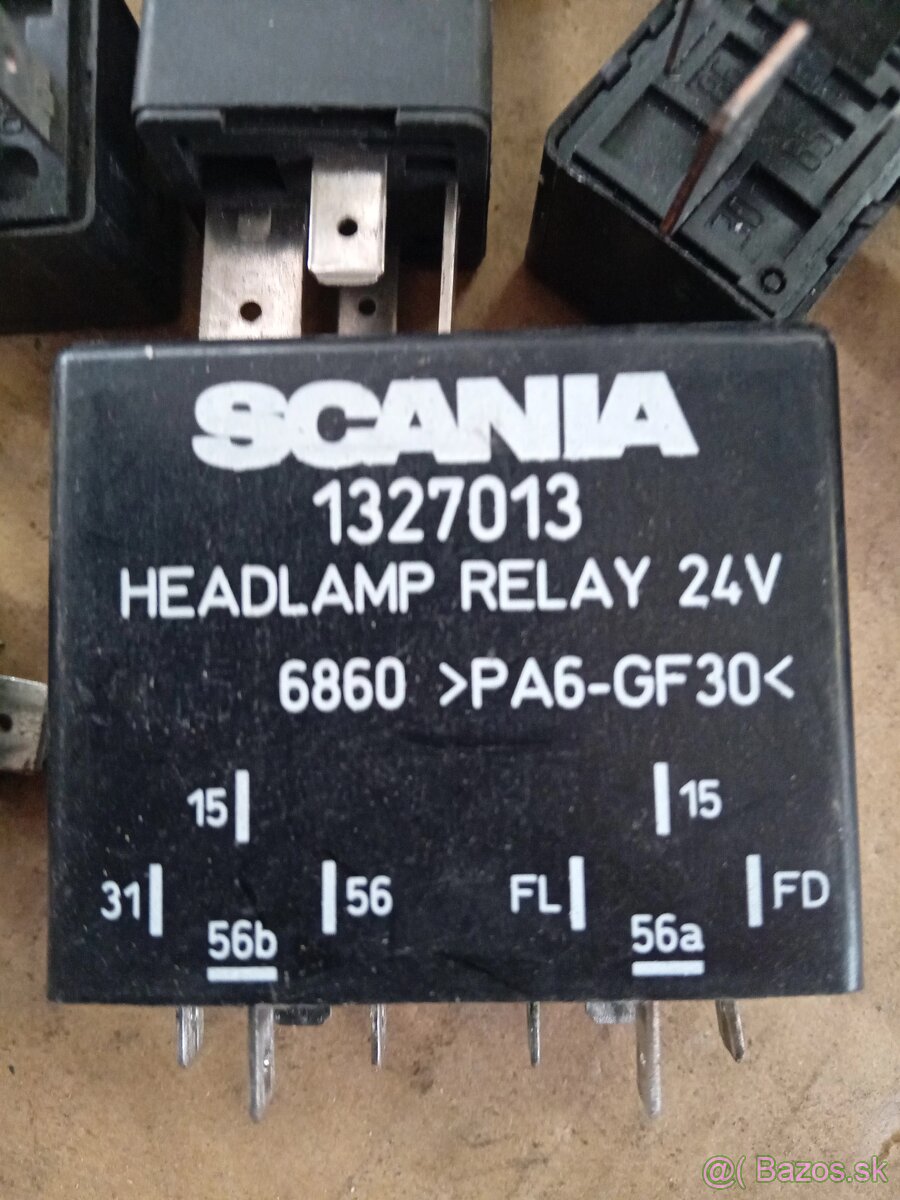 SCANIA
1327013
HEADLAMP RELAY 24V
6860 >PA6-GF30<
15 15
31 56 FL FD
56b 56a
@( Bazos.sk